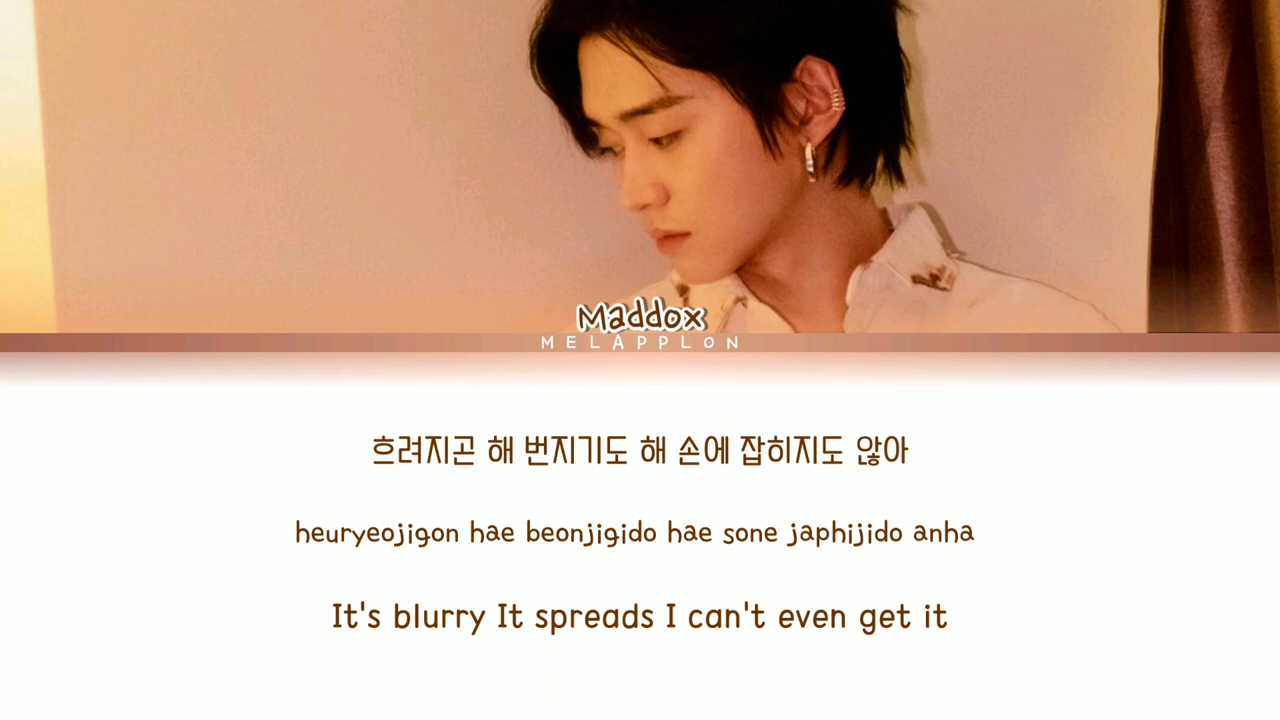 Maddox
MELAPPLON
흐려지곤 해 번지기도 해 손에 잡히지도 않아
heuryeojigon hae beonjigido hae sone japhijido anha
It's blurry It spreads I can't even get it